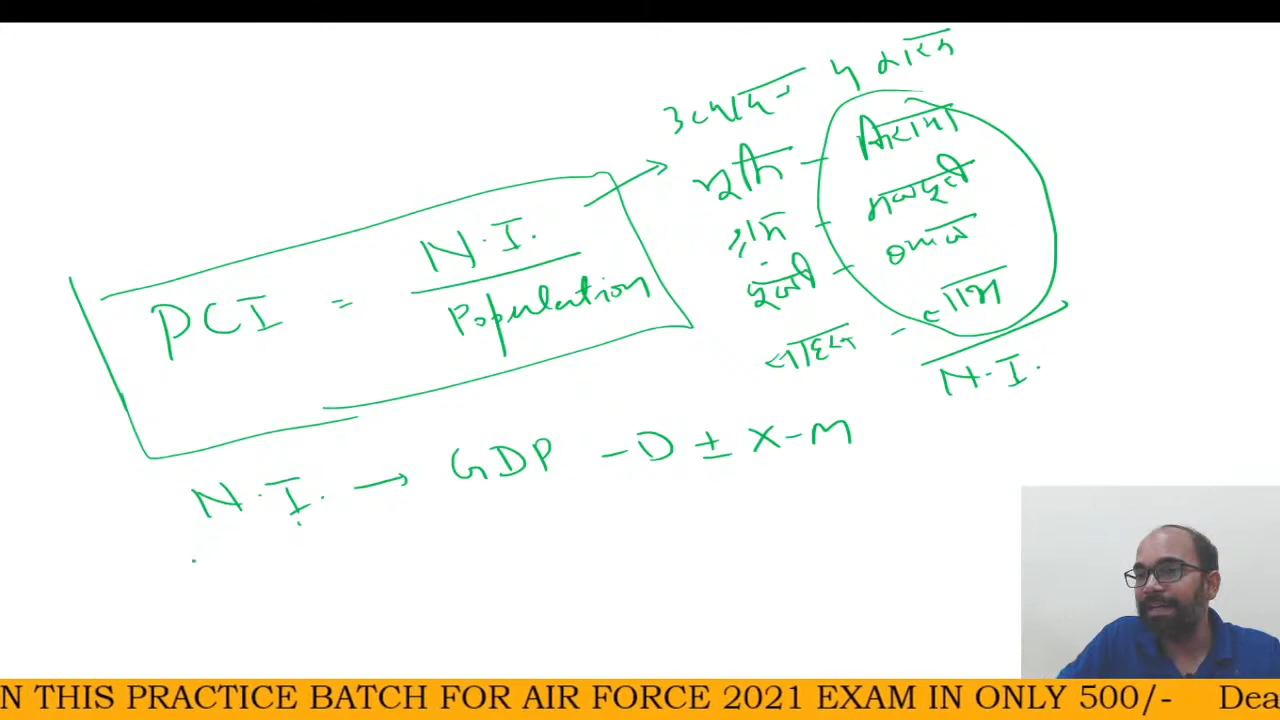 उत्पादन के साधन
भूमि - किराया
श्रम - मजदूरी
पूंजी - ब्याज
साहस - लाभ
N.I.
PCI = N.I. / Population
N.I. → GDP - D ± X - M
N THIS PRACTICE BATCH FOR AIR FORCE 2021 EXAM IN ONLY 500/- Dea